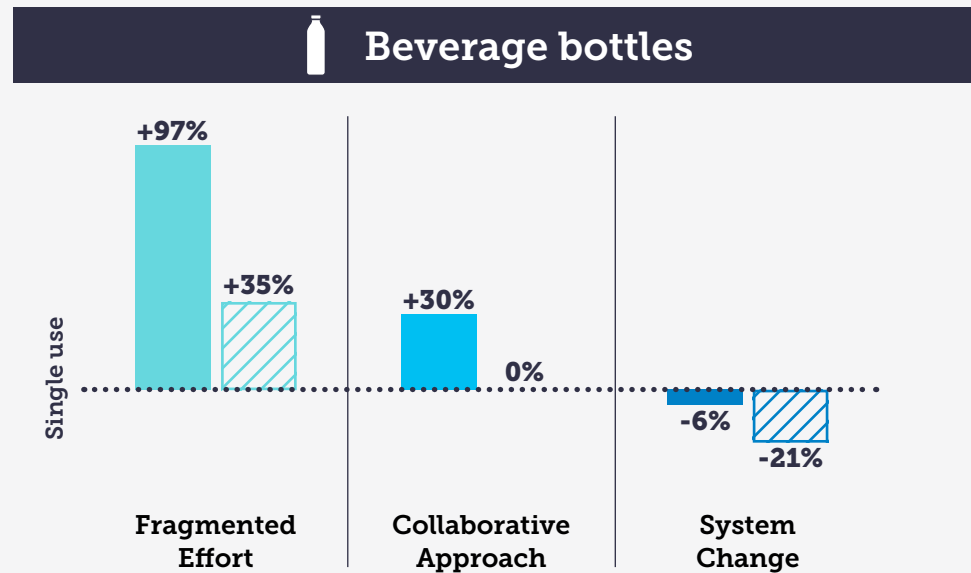 Beverage bottles
+97%
+35%
+30%
0%
-6%
-21%
Single use
Fragmented
Effort
Collaborative
Approach
System
Change